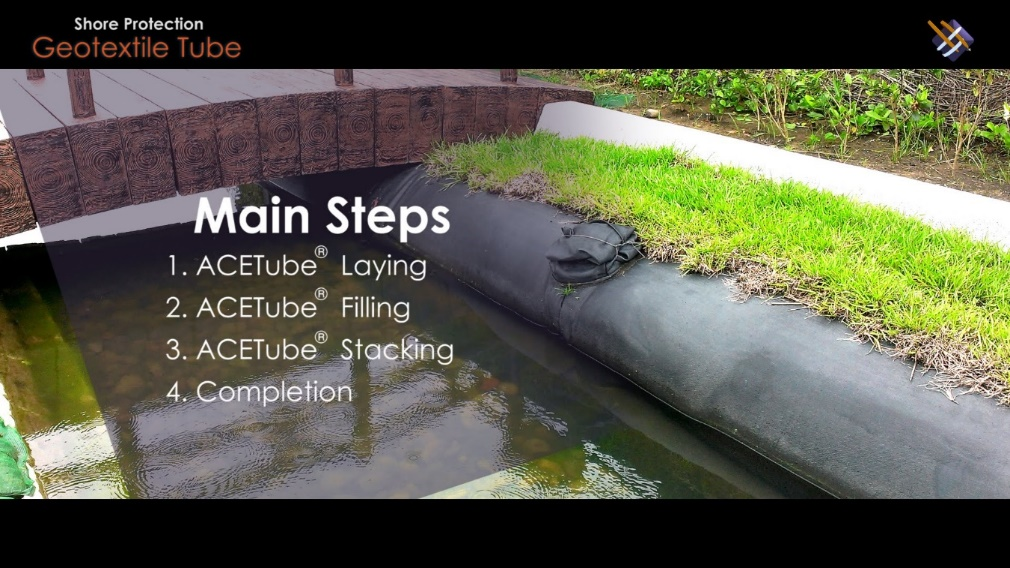 Shore Protection
Geotextile Tube
Main Steps
1. ACETube® Laying
2. ACETube® Filling
3. ACETube® Stacking
4. Completion